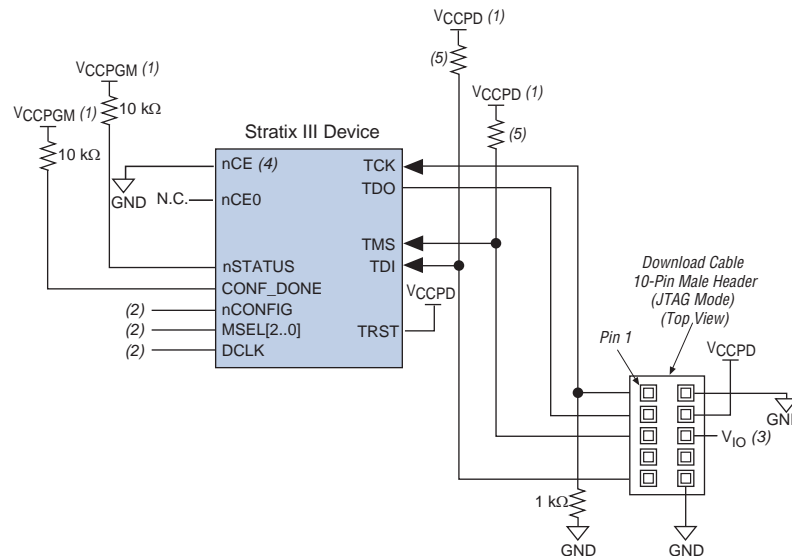 VCCPD (1)
(5)
VCCPGM (1)
10 kΩ
VCCPGM (1)
10 kΩ
VCCPD (1)
(5)
Stratix III Device
nCE (4)
GND
N.C.
nCE0
nSTATUS
CONF_DONE
(2)
nCONFIG
(2)
MSEL[2..0]
(2)
DCLK
TCK
TDO
TMS
TDI
VCCPD
TRST
Download Cable
10-Pin Male Header
(JTAG Mode)
(Top View)
Pin 1
VCCPD
GND
VIO (3)
1 kΩ
GND
GND